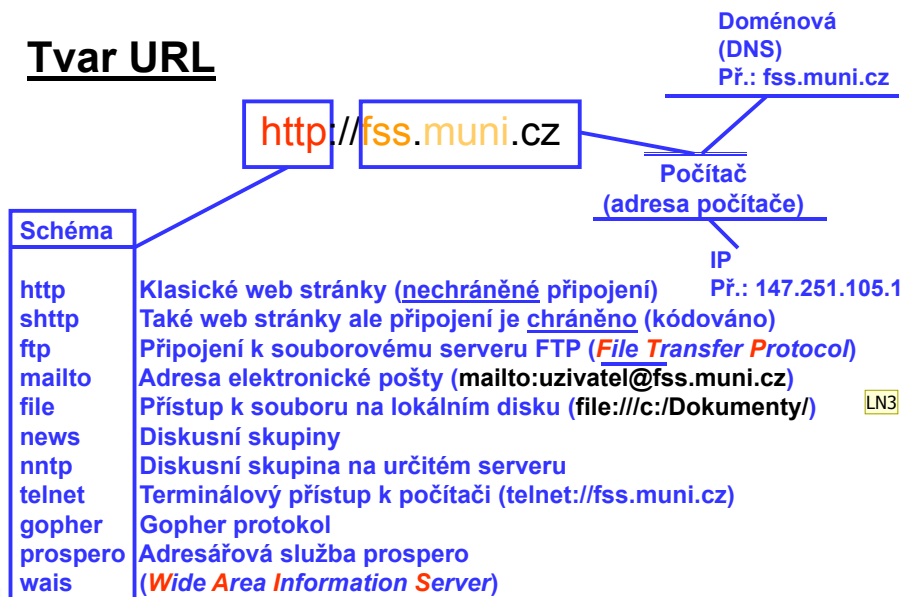 Tvar URL
Doménová
(DNS)
Př.: fss.muni.cz
http://fss.muni.cz
Počítač
(adresa počítače)
IP
Př.: 147.251.105.1
Schéma
http Klasické web stránky (nechráněné připojení)
shttp Také web stránky ale připojení je chráněno (kódováno)
ftp Připojení k souborovému serveru FTP (File Transfer Protocol)
mailto Adresa elektronické pošty (mailto:uzivatel@fss.muni.cz)
file Přístup k souboru na lokálním disku (file:///c:/Dokumenty/)
LN3
news Diskusní skupiny
nntp Diskusní skupina na určitém serveru
telnet Terminálový přístup k počítači (telnet://fss.muni.cz)
gopher Gopher protokol
prospero Adresářová služba prospero
wais (Wide Area Information Server)